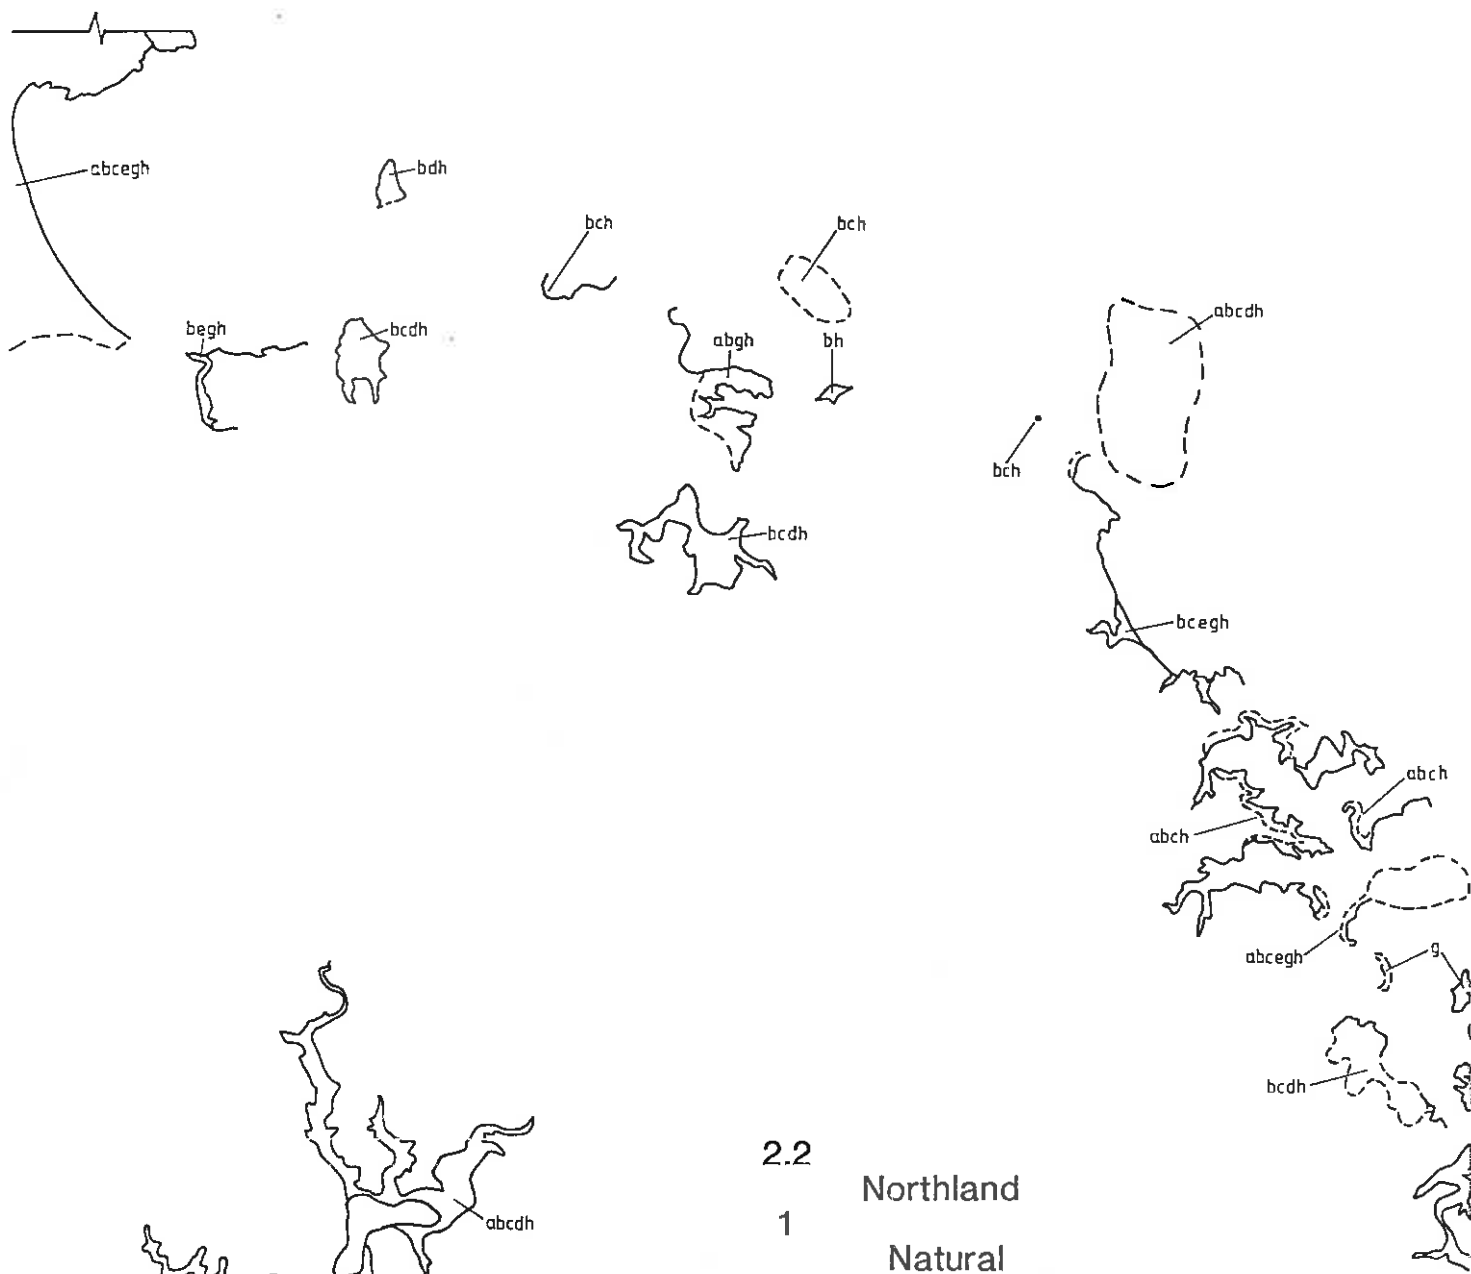 abcegh
bdh
bch
bch
abcdh
begh
bcdh
abgh
bh
bch
bcdh
bcegh
abch
abch
abcegh
g
bcdh
2.2
Northland
1
Natural
abcdh